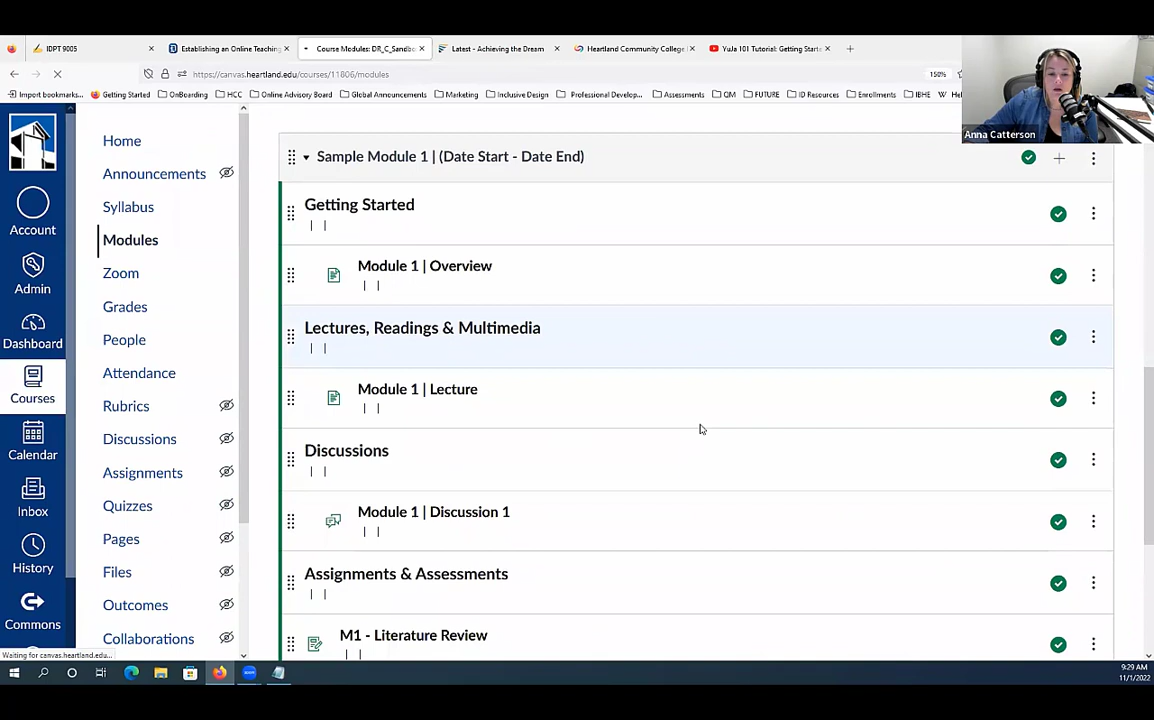 IDPT 9005
Establishing an Online Teaching
Course Modules: DR_C_Sandbo
Latest - Achieving the Dream
Heartland Community College
YuJa 101 Tutorial: Getting Starte
https://canvas.heartland.edu/courses/11806/modules
150%
Import bookmarks...
Getting Started
OnBoarding
HCC
Online Advisory Board
Global Announcements
Marketing
Inclusive Design
Professional Develop...
Assessments
QM
FUTURE
ID Resources
Enrollments
IBHE
Anna Catterson
Account
Admin
Dashboard
Courses
Calendar
Inbox
History
Commons
Home
Announcements
Syllabus
Modules
Zoom
Grades
People
Attendance
Rubrics
Discussions
Assignments
Quizzes
Pages
Files
Outcomes
Collaborations
Sample Module 1 | (Date Start - Date End)
Getting Started
| |
Module 1 | Overview
| |
Lectures, Readings & Multimedia
| |
Module 1 | Lecture
| |
Discussions
| |
Module 1 | Discussion 1
| |
Assignments & Assessments
| |
M1 - Literature Review
| |
Waiting for canvas.heartland.edu...
9:29 AM
11/1/2022